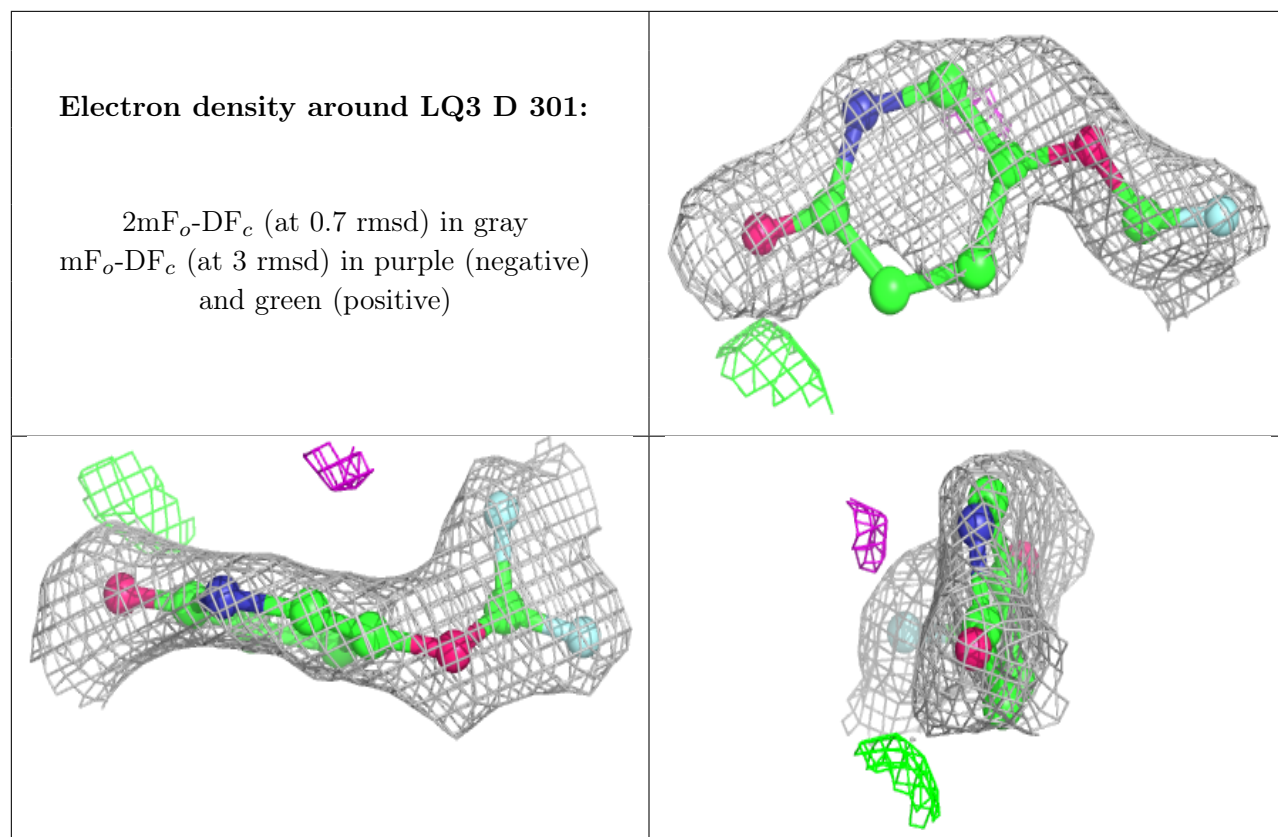 Electron density around LQ3 D 301:
2mFₒ-DF𝒸 (at 0.7 rmsd) in gray
mFₒ-DF𝒸 (at 3 rmsd) in purple (negative)
and green (positive)